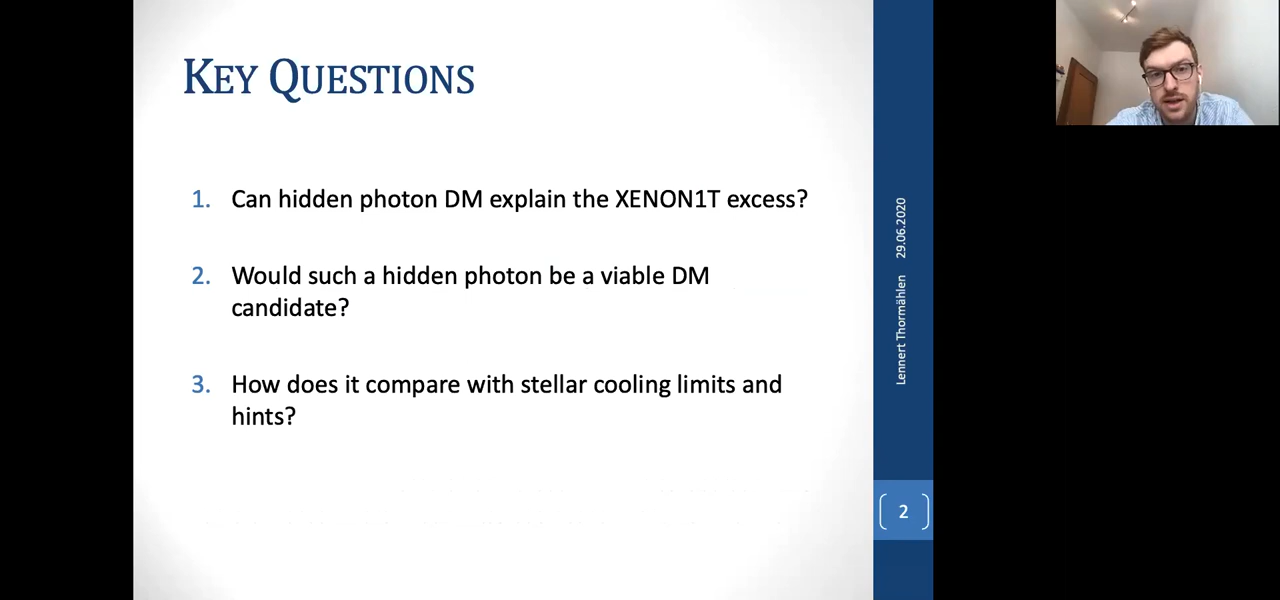 KEY QUESTIONS
1. Can hidden photon DM explain the XENON1T excess?
2. Would such a hidden photon be a viable DM
candidate?
3. How does it compare with stellar cooling limits and
hints?
Lennert Thormählen 29.06.2020
2